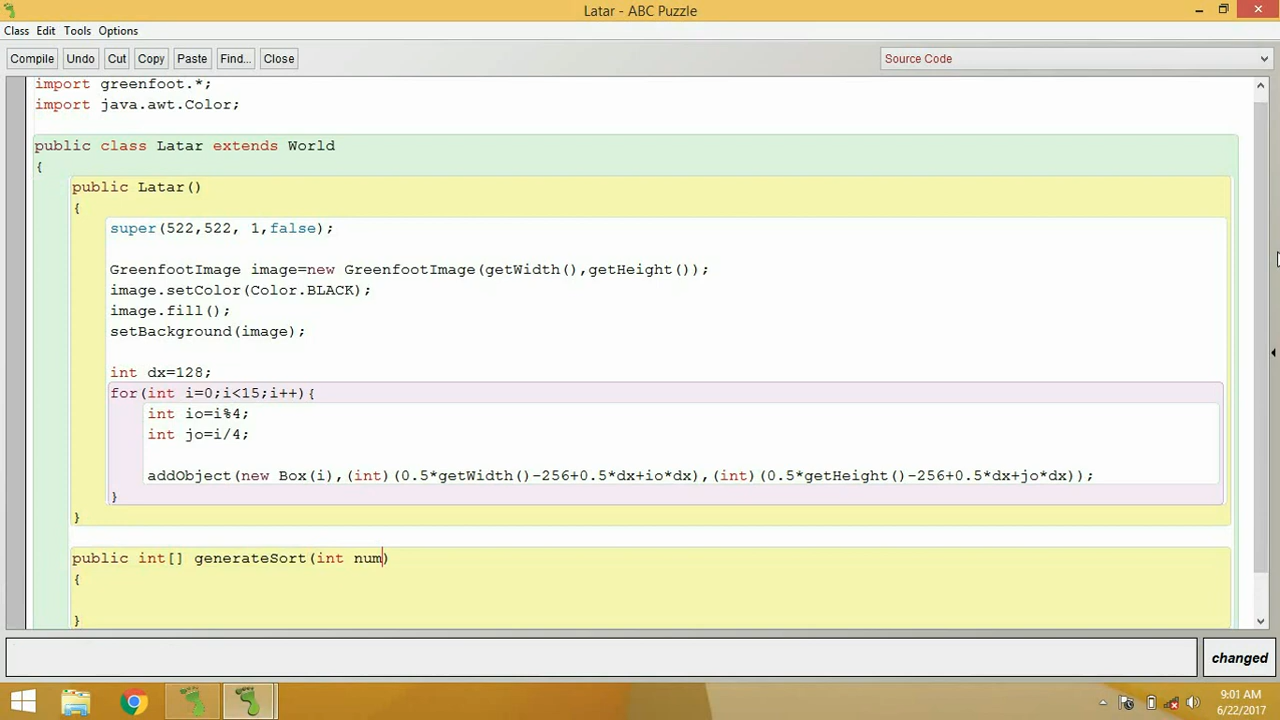 Latar - ABC Puzzle
Class Edit Tools Options
Compile Undo Cut Copy Paste Find... Close Source Code
import greenfoot.*;
import java.awt.Color;
public class Latar extends World
{
public Latar()
{
super(522,522, 1,false);
GreenfootImage image=new GreenfootImage(getWidth(),getHeight());
image.setColor(Color.BLACK);
image.fill();
setBackground(image);
int dx=128;
for(int i=0;i<15;i++){
int io=i%4;
int jo=i/4;
addObject(new Box(i),(int)(0.5*getWidth()-256+0.5*dx+io*dx),(int)(0.5*getHeight()-256+0.5*dx+jo*dx));
}
}
public int[] generateSort(int num)
{
}
changed
9:01 AM
6/22/2017